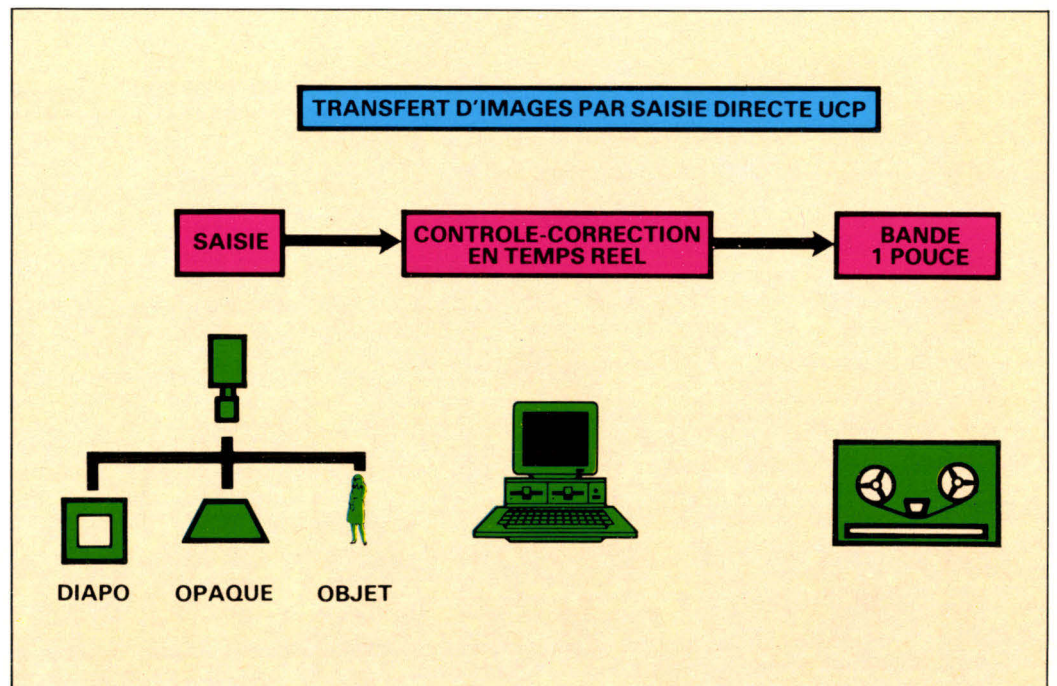 TRANSFERT D'IMAGES PAR SAISIE DIRECTE UCP
SAISIE
CONTROLE-CORRECTION
EN TEMPS REEL
BANDE
1 POUCE
DIAPO
OPAQUE
OBJET